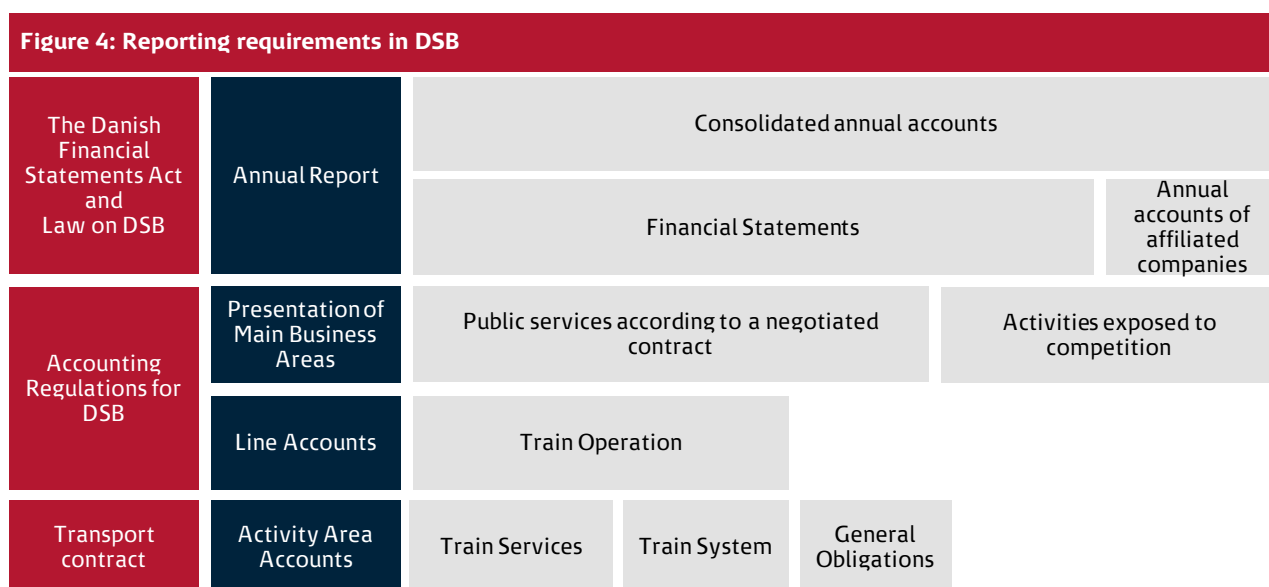 Figure 4: Reporting requirements in DSB
The Danish
Financial
Statements Act
and
Law on DSB
Annual Report
Consolidated annual accounts
Financial Statements
Annual
accounts of
affiliated
companies
Accounting
Regulations for
DSB
Presentation of
Main Business
Areas
Public services according to a negotiated
contract
Activities exposed to
competition
Line Accounts
Train Operation
Transport
contract
Activity Area
Accounts
Train Services
Train System
General
Obligations